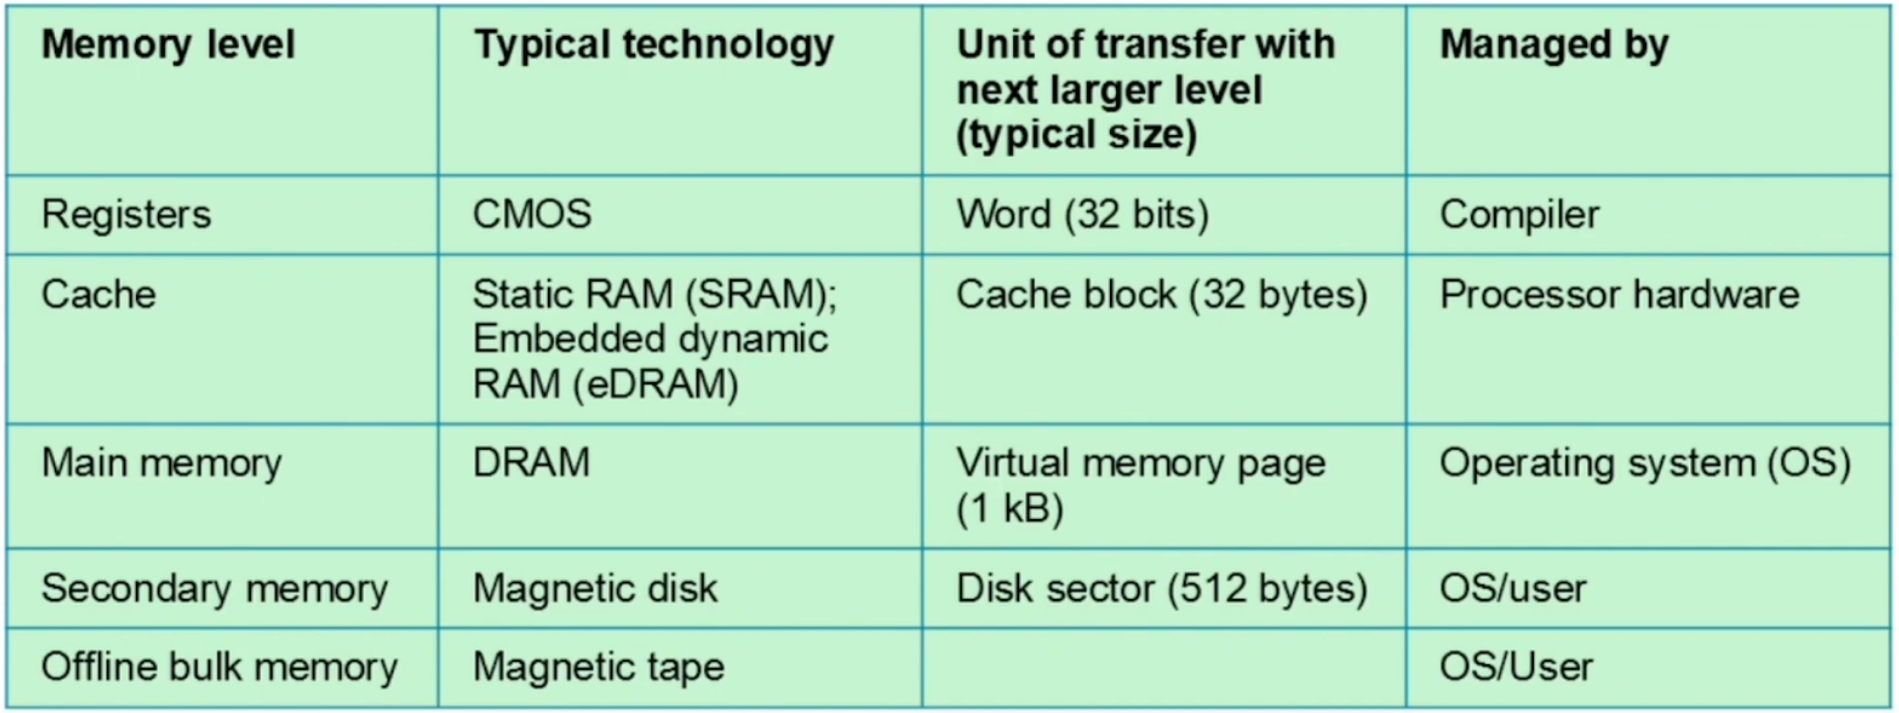 Memory level
Typical technology
Unit of transfer with
next larger level
(typical size)
Managed by
Registers
CMOS
Word (32 bits)
Compiler
Cache
Static RAM (SRAM);
Embedded dynamic
RAM (eDRAM)
Cache block (32 bytes)
Processor hardware
Main memory
DRAM
Virtual memory page
(1 kB)
Operating system (OS)
Secondary memory
Magnetic disk
Disk sector (512 bytes)
OS/user
Offline bulk memory
Magnetic tape
OS/User